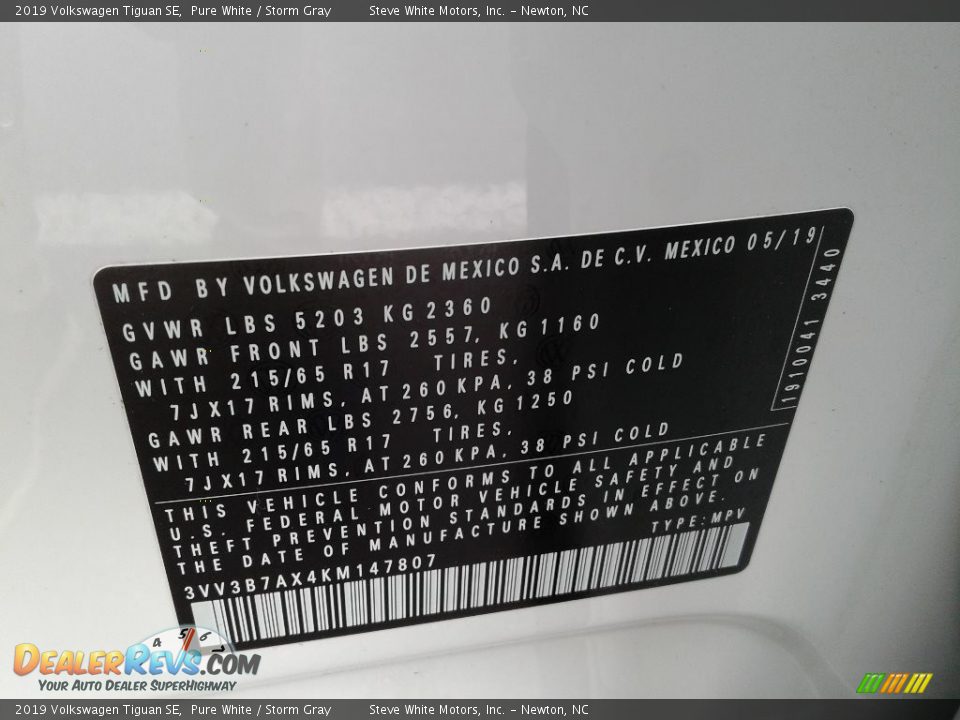 2019 Volkswagen Tiguan SE, Pure White / Storm Gray Steve White Motors, Inc. – Newton, NC
MFD BY VOLKSWAGEN DE MEXICO S.A. DE C.V. MEXICO 05/19
GVWR LBS 5203 KG 2360
GAWR FRONT LBS 2557, KG 1160
WITH 215/65 R17 TIRES,
7JX17 RIMS, AT 260 KPA, 38 PSI COLD
GAWR REAR LBS 2756, KG 1250
WITH 215/65 R17 TIRES,
7JX17 RIMS, AT 260 KPA, 38 PSI COLD
1910041 3440
THIS VEHICLE CONFORMS TO ALL APPLICABLE
U.S. FEDERAL MOTOR VEHICLE SAFETY AND
THEFT PREVENTION STANDARDS IN EFFECT ON
THE DATE OF MANUFACTURE SHOWN ABOVE.
TYPE: MPV
3VV3B7AX4KM147807
4 5 6 7
DEALERREVS.COM
YOUR AUTO DEALER SUPERHIGHWAY
2019 Volkswagen Tiguan SE, Pure White / Storm Gray Steve White Motors, Inc. – Newton, NC